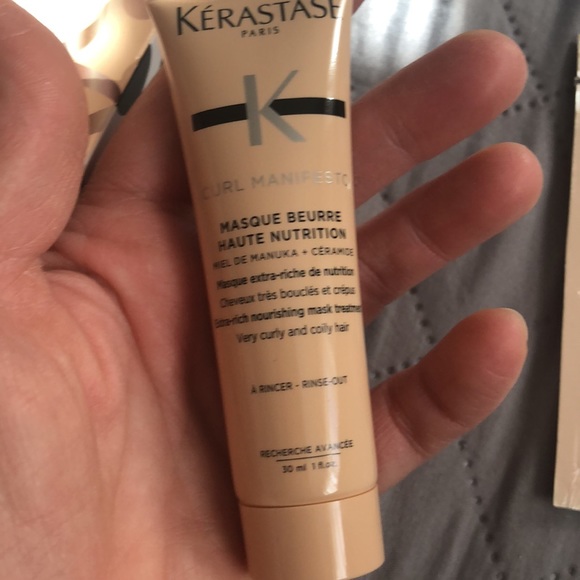 KÉRASTASE
PARIS
K
CURL MANIFESTO
MASQUE BEURRE
HAUTE NUTRITION
MIEL DE MANUKA + CÉRAMIDE
Masque extra-riche de nutrition
Cheveux très bouclés et crépus
Extra-rich nourishing mask treatment
Very curly and coily hair
À RINCER - RINSE-OUT
RECHERCHE AVANCÉE
30 ml 1 fl.oz.